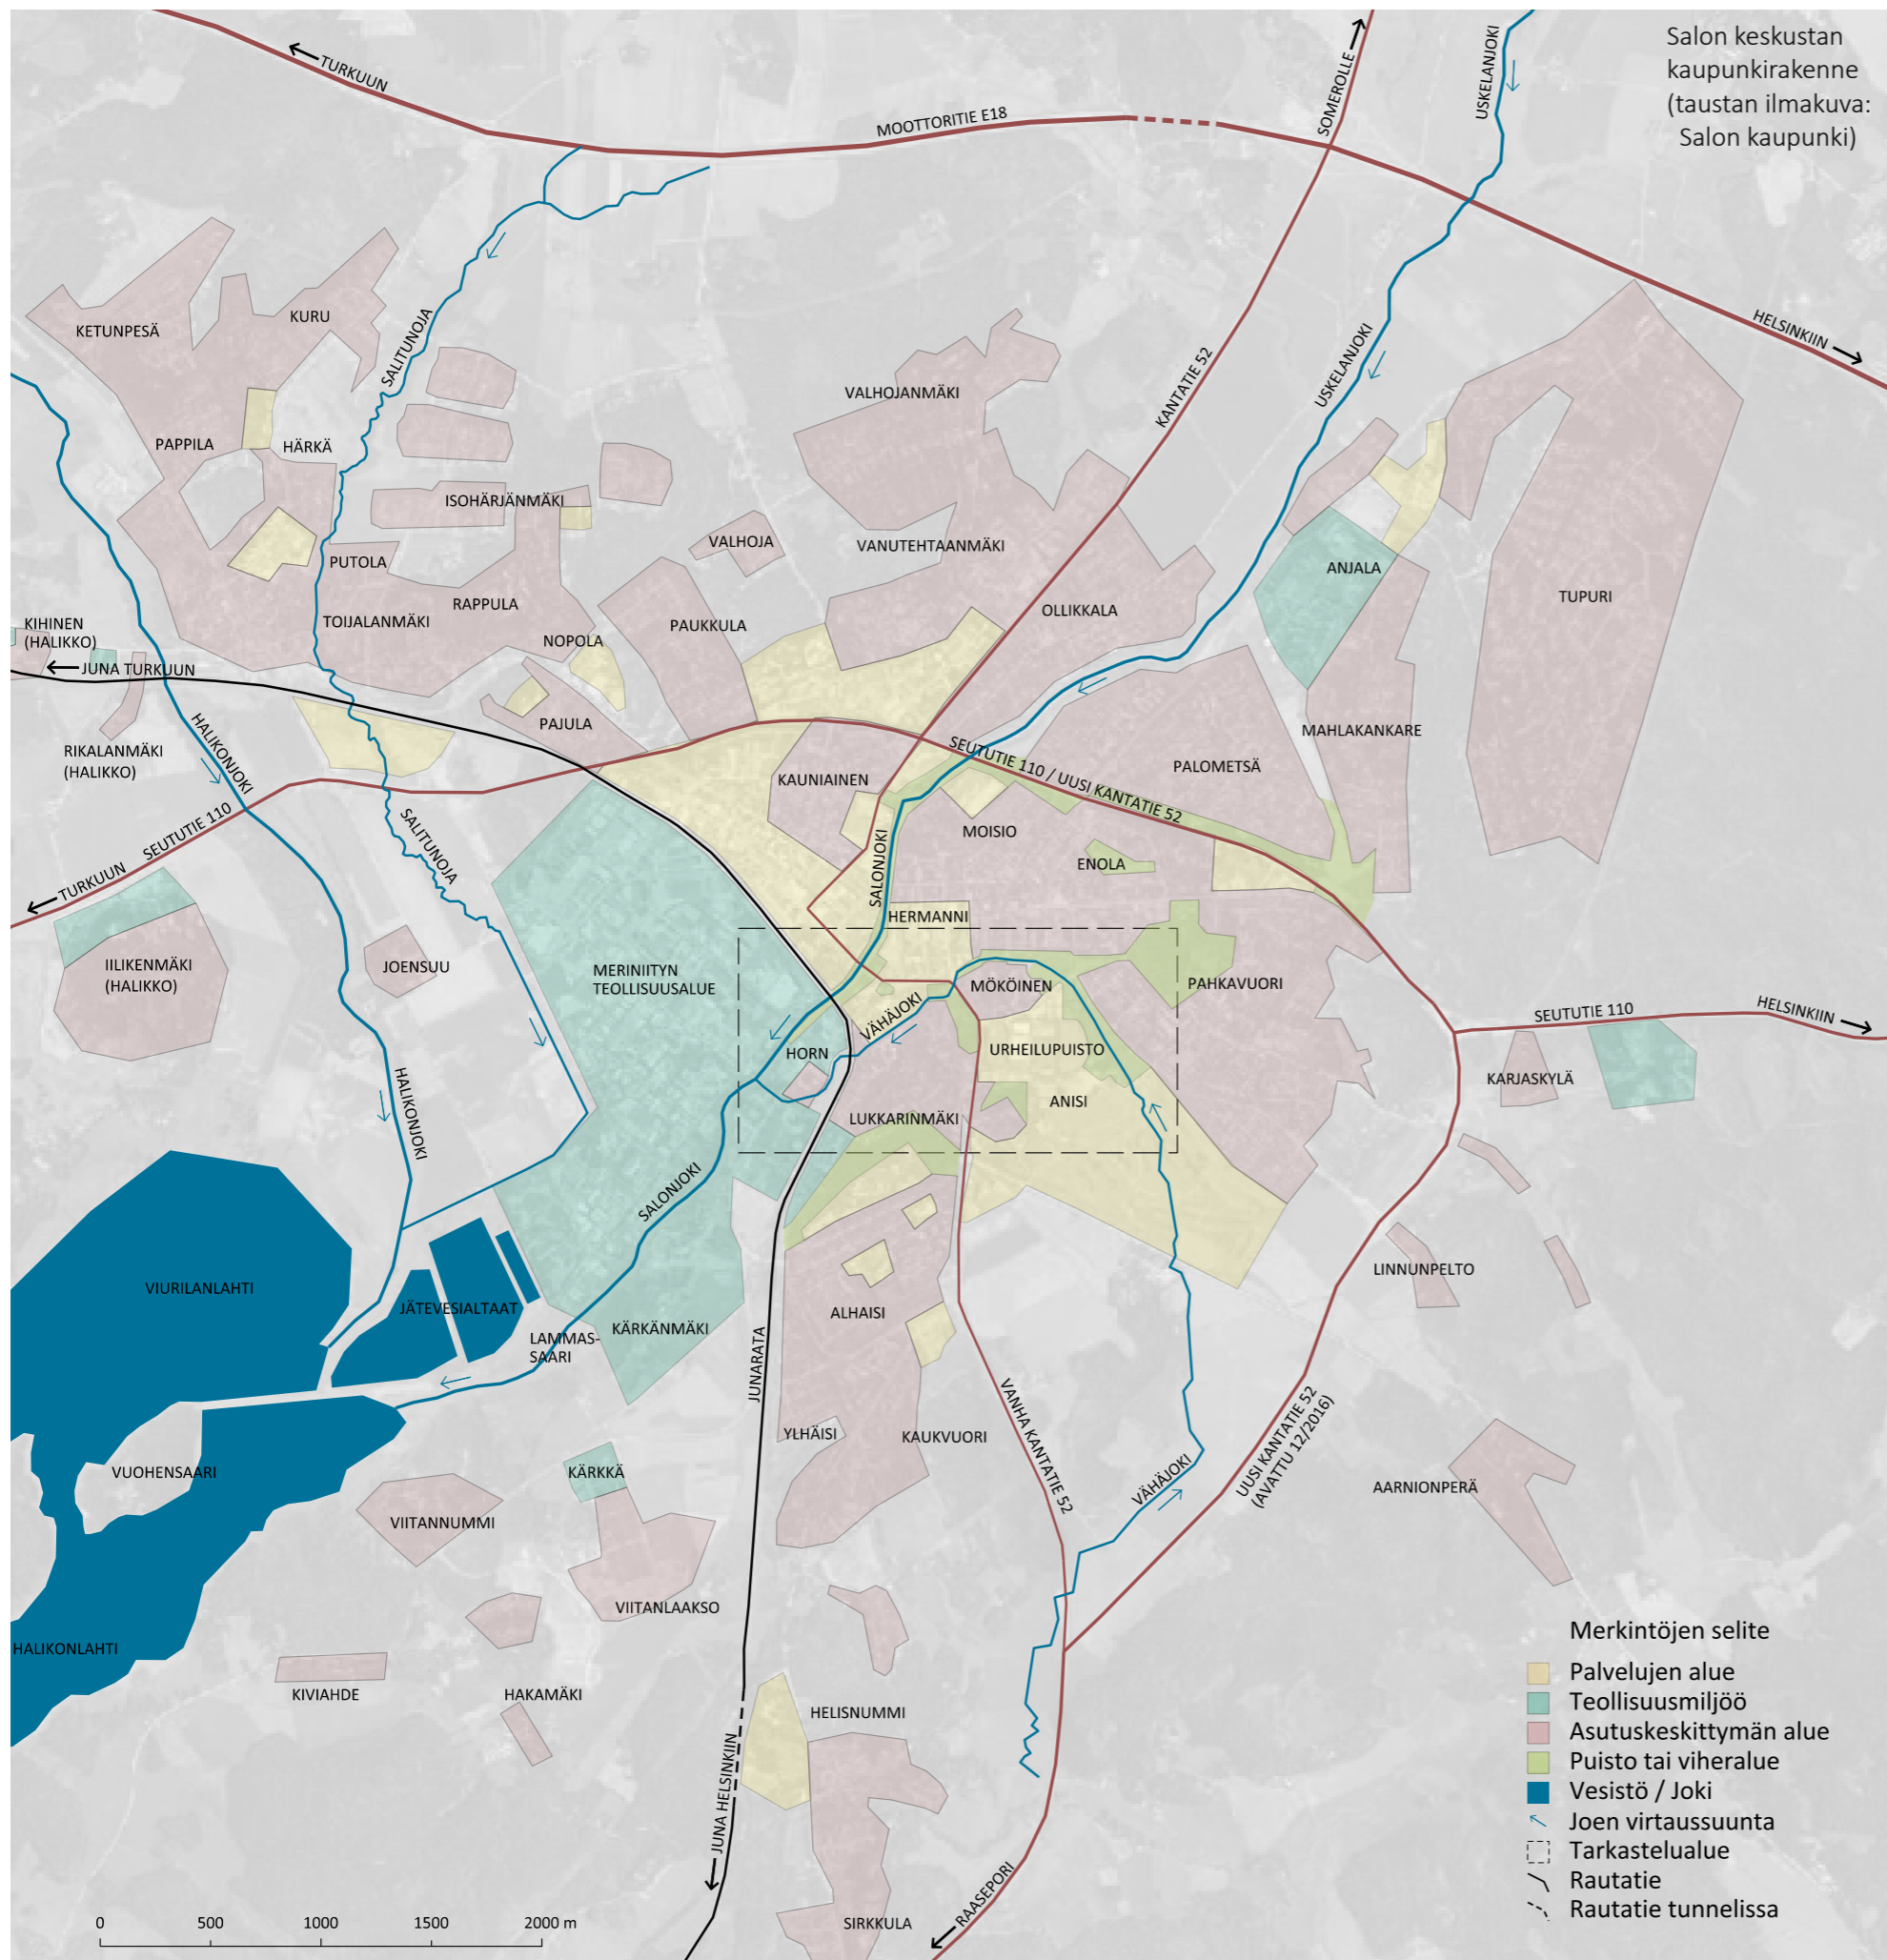 Salon keskustan
kaupunkirakenne
(taustan ilmakuva:
Salon kaupunki)
TURKUUN
MOOTTORITIE E18
SOMEROLLE
USKELANJOKI
HELSINKIIN
KETUNPESÄ
KURU
SALITUNOJA
VALHOJANMÄKI
KANTATIE 52
USKELANJOKI
PAPPILA
HÄRKÄ
ISOHÄRJÄNMÄKI
VALHOJA
VANUTEHTAANMÄKI
PUTOLA
ANJALA
TUPURI
KIHINEN
(HALIKKO)
TOIJALANMÄKI
RAPPULA
NOPOLA
PAUKKULA
OLLIKKALA
JUNA TURKUUN
HALIKONJOKI
RIKALANMÄKI
(HALIKKO)
PAJULA
KAUNIAINEN
SEUTUTIE 110 / UUSI KANTATIE 52
PALOMETSÄ
MAHLAKANKARE
TURKUUN
SEUTUTIE 110
SALITUNOJA
SALONJOKI
MOISIO
ENOLA
HERMANNI
IILIKENMÄKI
(HALIKKO)
JOENSUU
MERINIITYN
TEOLLISUUSALUE
MÖKÖINEN
PAHKAVUORI
VÄHÄJOKI
SEUTUTIE 110
HELSINKIIN
HORN
URHEILUPUISTO
KARJASKYLÄ
HALIKONJOKI
LUKKARINMÄKI
ANISI
SALONJOKI
VIURILANLAHTI
JÄTEVESIALTAAT
LAMMAS-
SAARI
KÄRKÄNMÄKI
ALHAISI
LINNUNPELTO
JUNARATA
VANHA KANTATIE 52
UUSI KANTATIE 52
(AVATTU 12/2016)
YLHÄISI
KAUKVUORI
VUOHENSAARI
KÄRKKÄ
VÄHÄJOKI
AARNIONPERÄ
VIITANNUMMI
VIITANLAAKSO
HALIKONLAHTI
KIVIAHDE
HAKAMÄKI
HELISNUMMI
JUNA HELSINKIIN
RAASEPORI
SIRKKULA
Merkintöjen selite
Palvelujen alue
Teollisuusmiljöö
Asutuskeskittymän alue
Puisto tai viheralue
Vesistö / Joki
Joen virtaussuunta
Tarkastelualue
Rautatie
Rautatie tunnelissa
0 500 1000 1500 2000 m